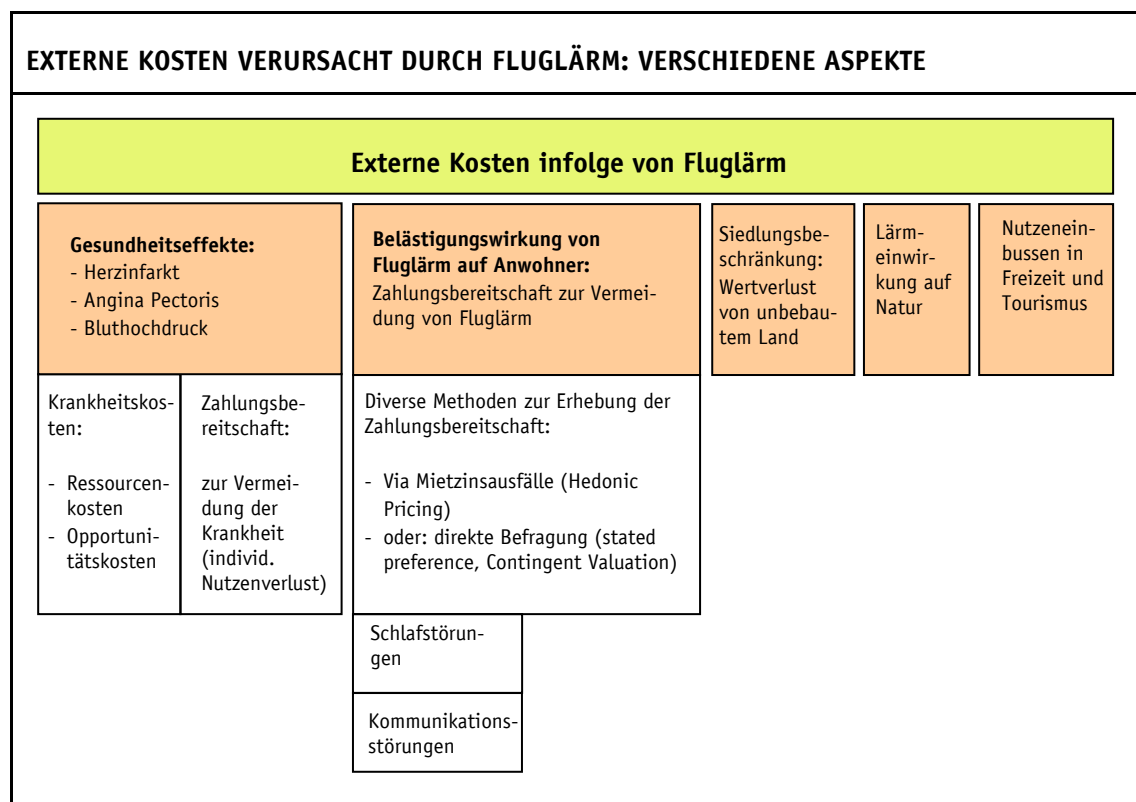 EXTERNE KOSTEN VERURSACHT DURCH FLUGLÄRM: VERSCHIEDENE ASPEKTE
Externe Kosten infolge von Fluglärm
Gesundheitseffekte:
- Herzinfarkt
- Angina Pectoris
- Bluthochdruck
Belästigungswirkung von
Fluglärm auf Anwohner:
Zahlungsbereitschaft zur Vermei-
dung von Fluglärm
Siedlungsbe-
schränkung:
Wertverlust
von unbebau-
tem Land
Lärm-
einwir-
kung auf
Natur
Nutzenein-
bussen in
Freizeit und
Tourismus
Krankheitskos-
ten:
- Ressourcen-
kosten
- Opportuni-
tätskosten
Zahlungsbe-
reitschaft:
zur Vermei-
dung der
Krankheit
(individ.
Nutzenverlust)
Diverse Methoden zur Erhebung der
Zahlungsbereitschaft:
- Via Mietzinsausfälle (Hedonic
Pricing)
- oder: direkte Befragung (stated
preference, Contingent Valuation)
Schlafstörun-
gen
Kommunikations-
störungen